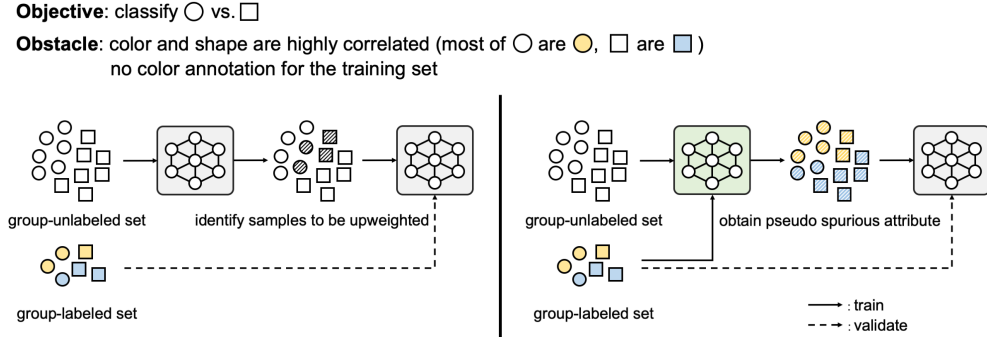 Objective: classify ○ vs. □
Obstacle: color and shape are highly correlated (most of ○ are ○, □ are □ )
no color annotation for the training set
group-unlabeled set
identify samples to be upweighted
group-labeled set
group-unlabeled set
obtain pseudo spurious attribute
group-labeled set
: train
: validate